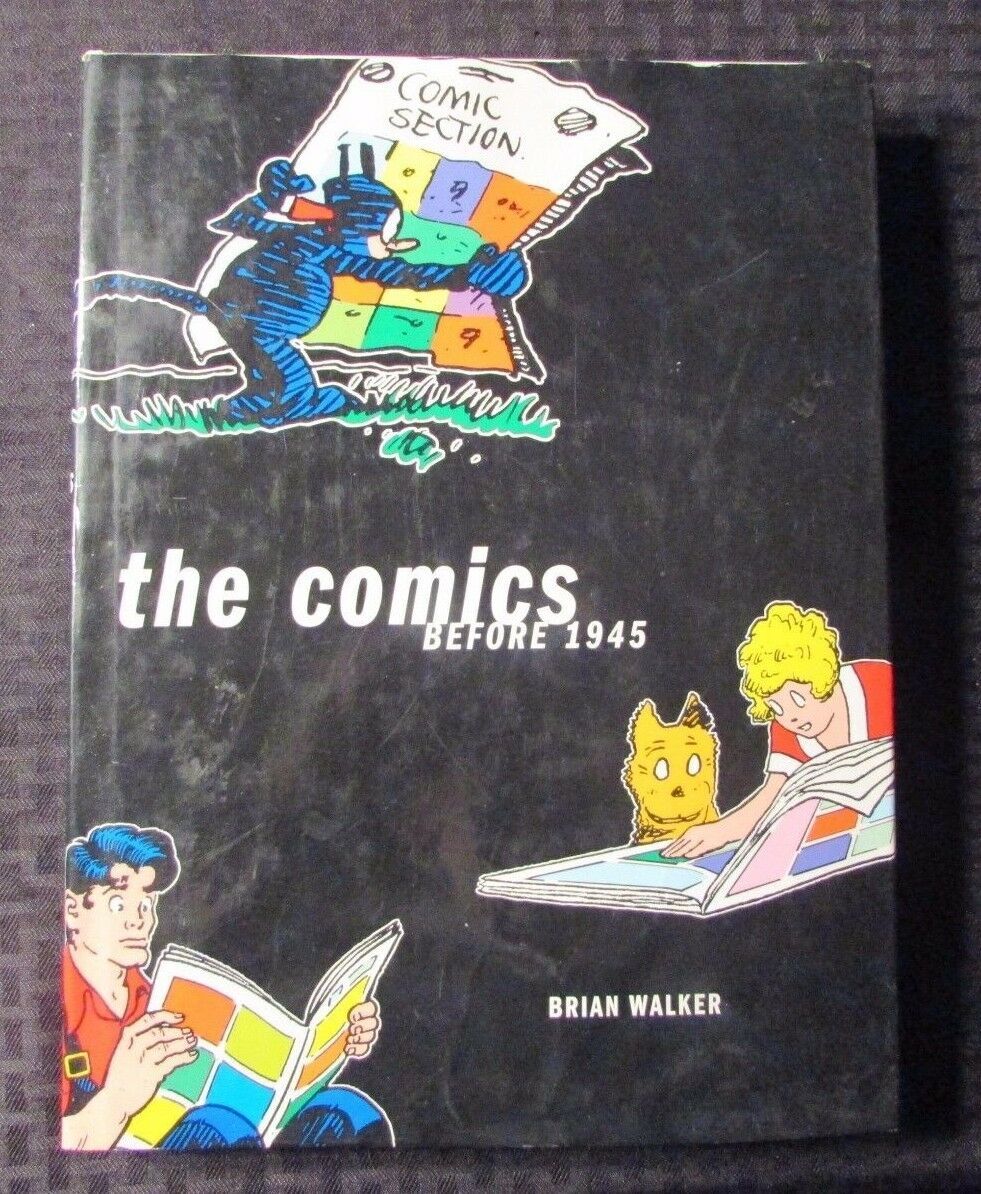 COMIC
SECTION.
the comics
BEFORE 1945
BRIAN WALKER